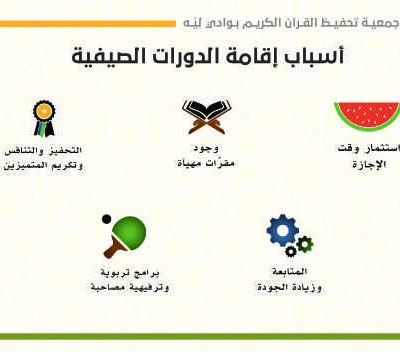 جمعية تحفيظ القرآن الكريم بوادي ليّه
أسباب إقامة الدورات الصيفية
استثمار وقت
الإجازة
وجود
مقرّات مهيأة
التحفيز والتنافس
وتكريم المتميزين
المتابعة
وزيادة الجودة
برامج تربوية
وترفيهية مصاحبة